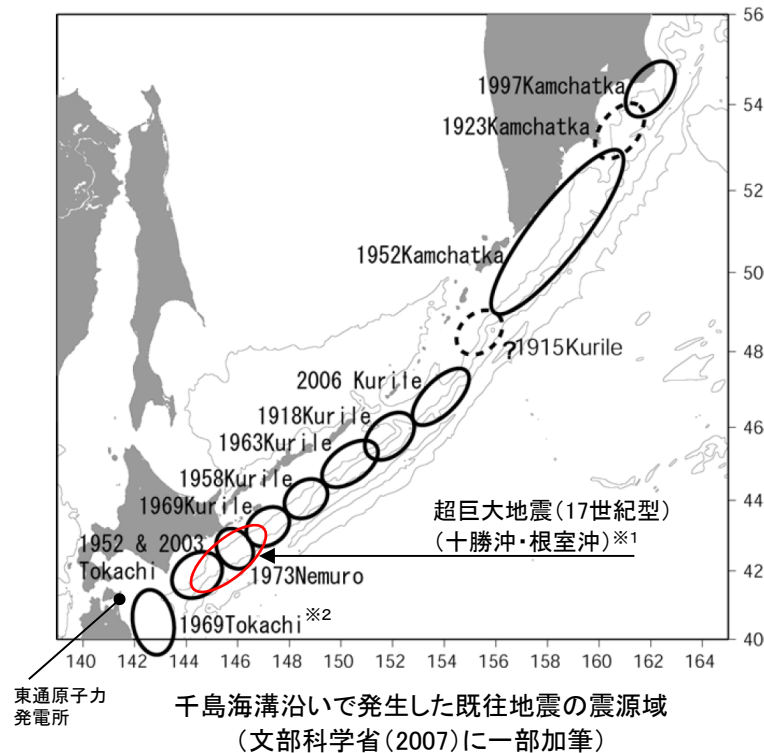 56
1997Kamchatka
54
1923Kamchatka
52
1952Kamchatka
50
?1915Kurile
48
2006 Kurile
1918Kurile
46
1963Kurile
1958Kurile
44
1969Kurile
超巨大地震(17世紀型)
(十勝沖・根室沖)※1
1952 & 2003
Tokachi
42
1973Nemuro
1969Tokachi※2
40
140 142 144 146 148 150 152 154 156 158 160 162 164
東通原子力
発電所
千島海溝沿いで発生した既往地震の震源域
(文部科学省(2007)に一部加筆)